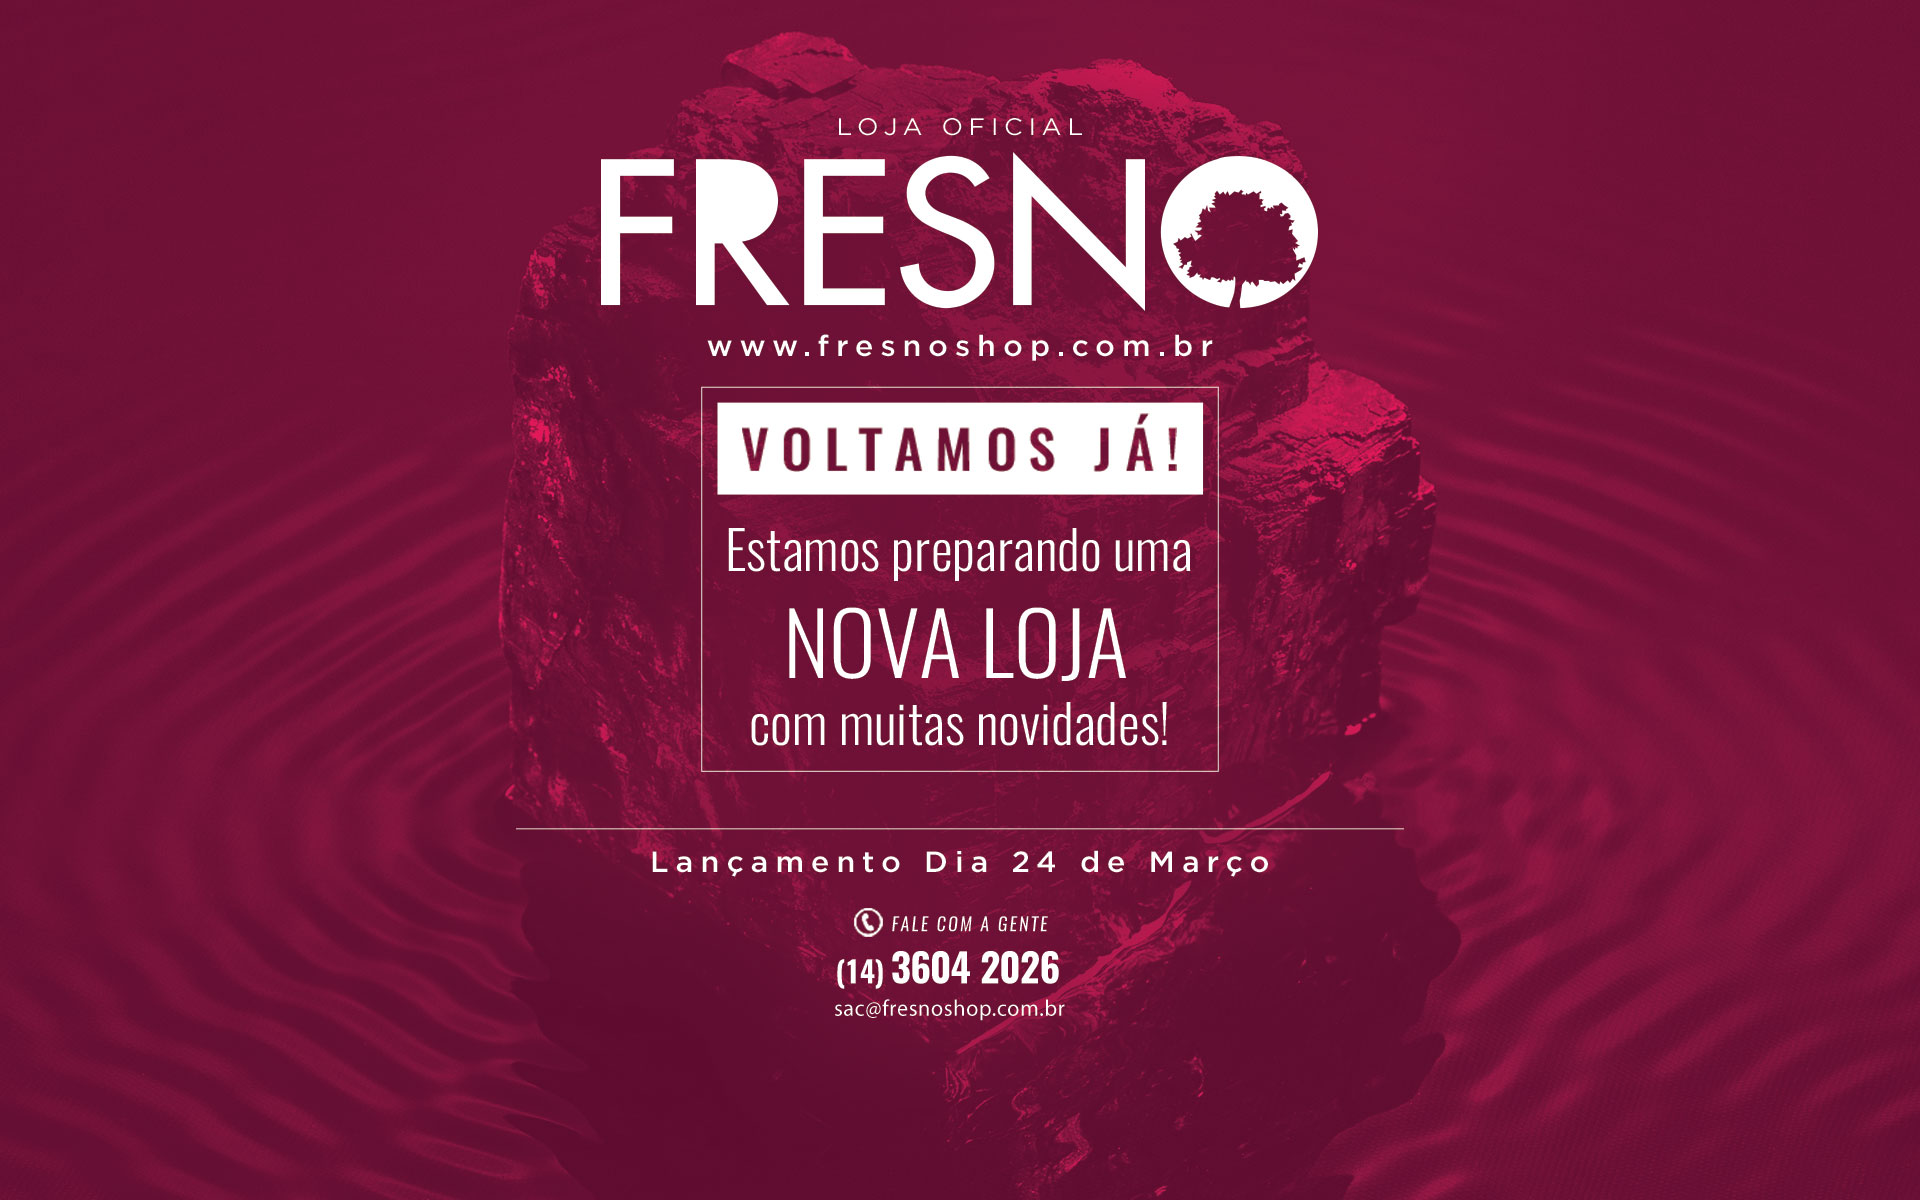 LOJA OFICIAL
FRESNO
www.fresnoshop.com.br
VOLTAMOS JÁ!
Estamos preparando uma
NOVA LOJA
com muitas novidades!
Lançamento Dia 24 de Março
FALE COM A GENTE
(14) 3604 2026
sac@fresnoshop.com.br